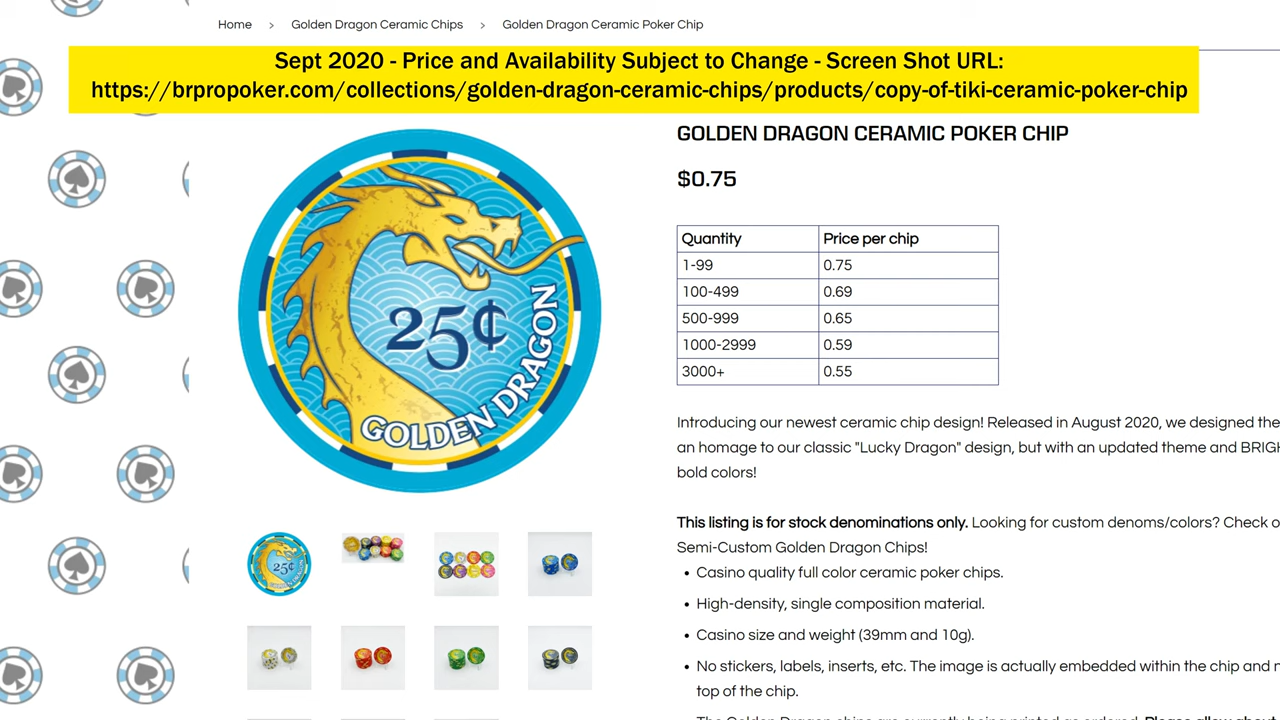 Home > Golden Dragon Ceramic Chips > Golden Dragon Ceramic Poker Chip
Sept 2020 - Price and Availability Subject to Change - Screen Shot URL:
https://brpropoker.com/collections/golden-dragon-ceramic-chips/products/copy-of-tiki-ceramic-poker-chip
25¢
GOLDEN DRAGON
GOLDEN DRAGON CERAMIC POKER CHIP
$0.75
Quantity Price per chip
1-99 0.75
100-499 0.69
500-999 0.65
1000-2999 0.59
3000+ 0.55
Introducing our newest ceramic chip design! Released in August 2020, we designed the
an homage to our classic "Lucky Dragon" design, but with an updated theme and BRIGH
bold colors!
This listing is for stock denominations only. Looking for custom denoms/colors? Check o
Semi-Custom Golden Dragon Chips!
• Casino quality full color ceramic poker chips.
• High-density, single composition material.
• Casino size and weight (39mm and 10g).
• No stickers, labels, inserts, etc. The image is actually embedded within the chip and n
top of the chip.